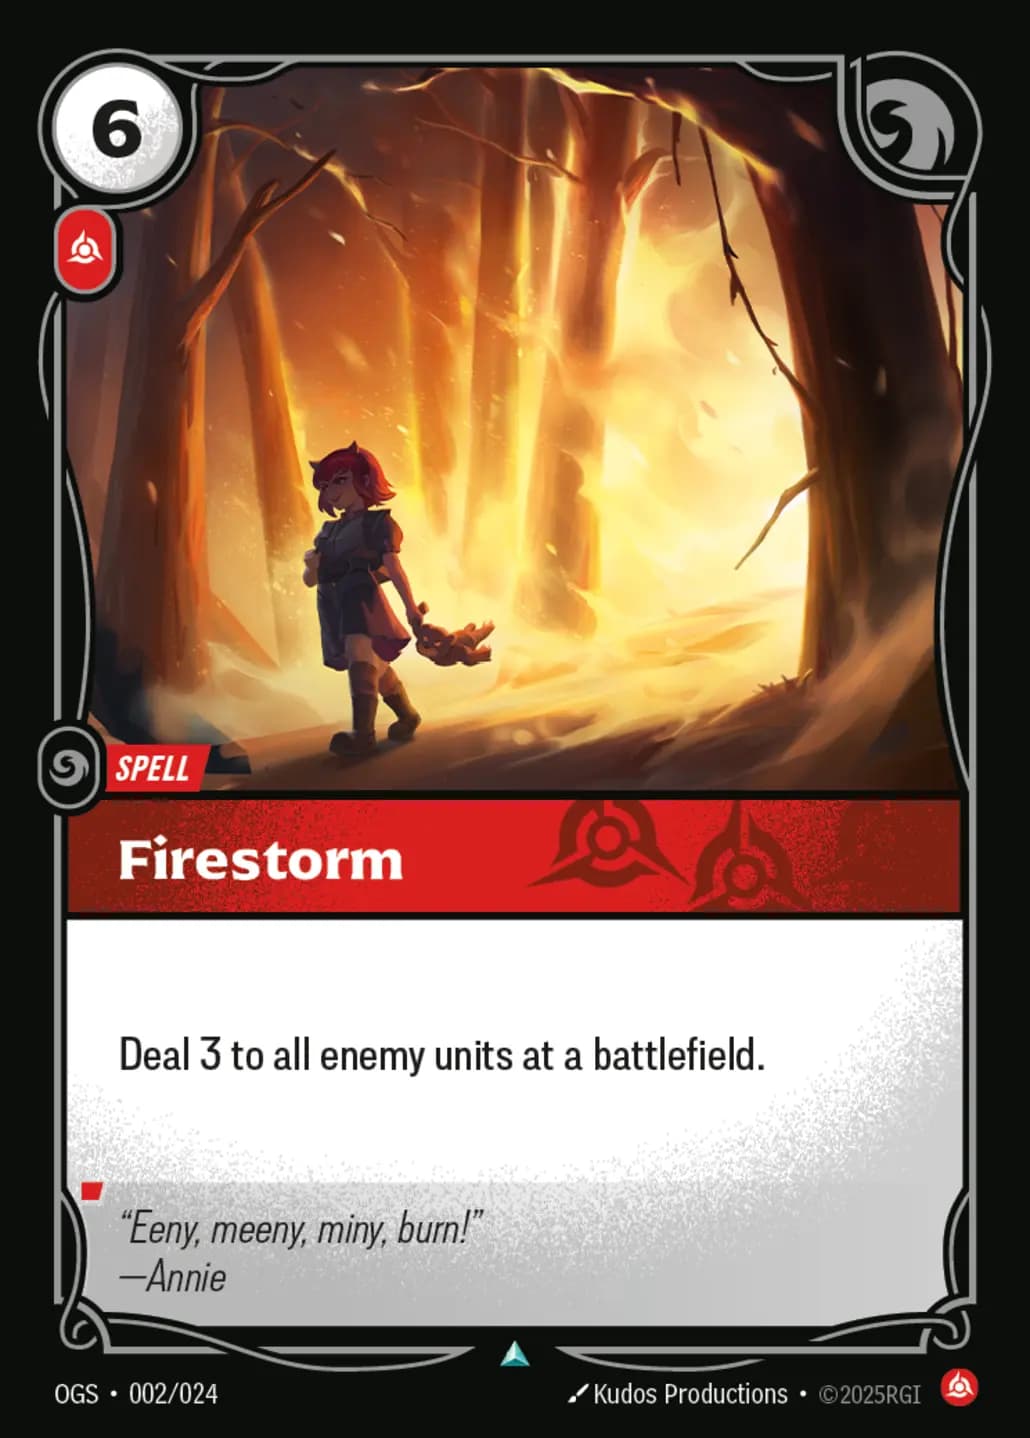 6
SPELL
Firestorm
Deal 3 to all enemy units at a battlefield.
“Eeny, meeny, miny, burn!”
—Annie
OGS • 002/024
Kudos Productions • ©2025RGI